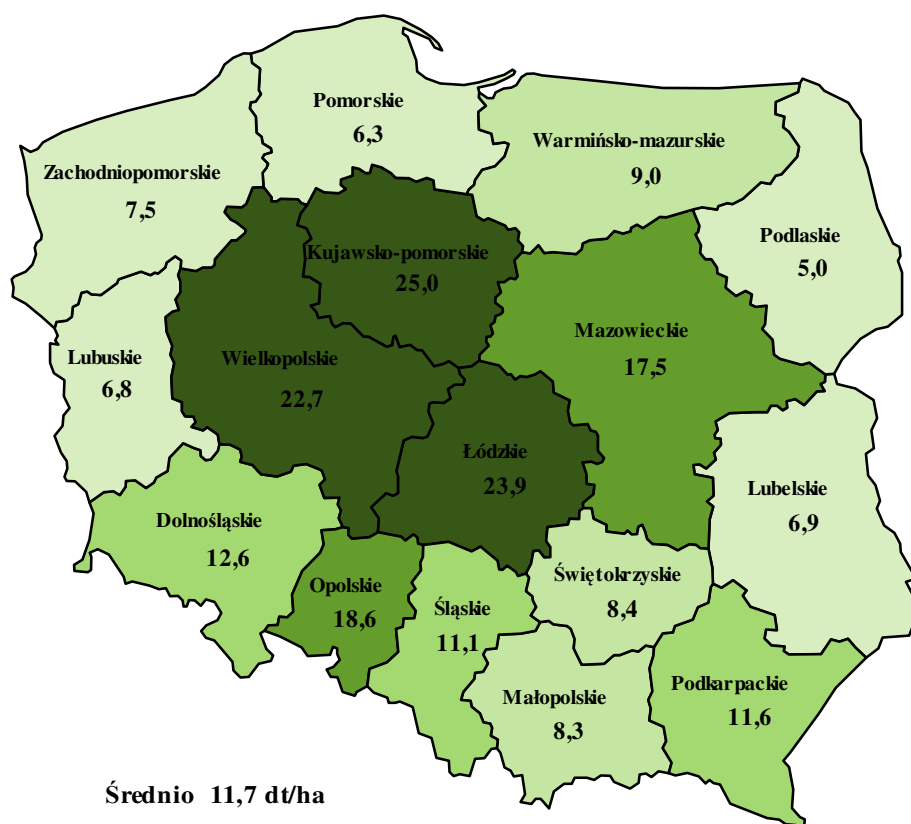 Pomorskie
6,3
Warmińsko-mazurskie
9,0
Zachodniopomorskie
7,5
Podlaskie
5,0
Kujawsko-pomorskie
25,0
Mazowieckie
17,5
Lubuskie
6,8
Wielkopolskie
22,7
Łódzkie
23,9
Lubelskie
6,9
Dolnośląskie
12,6
Opolskie
18,6
Śląskie
11,1
Świętokrzyskie
8,4
Małopolskie
8,3
Podkarpackie
11,6
Średnio 11,7 dt/ha